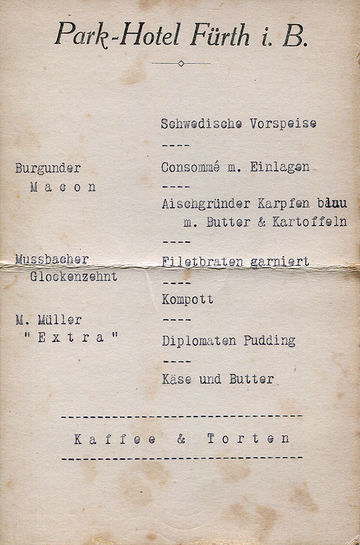 Park-Hotel Fürth i. B.
Schwedische Vorspeise
----
Burgunder
Macon
Consommé m. Einlagen
----
Aischgründer Karpfen blau
m. Butter & Kartoffeln
----
Mussbacher
Glockenzehnt
Filetbraten garniert
----
Kompott
----
M. Müller
"Extra"
Diplomaten Pudding
----
Käse und Butter
--------------------------------
Kaffee & Torten
--------------------------------